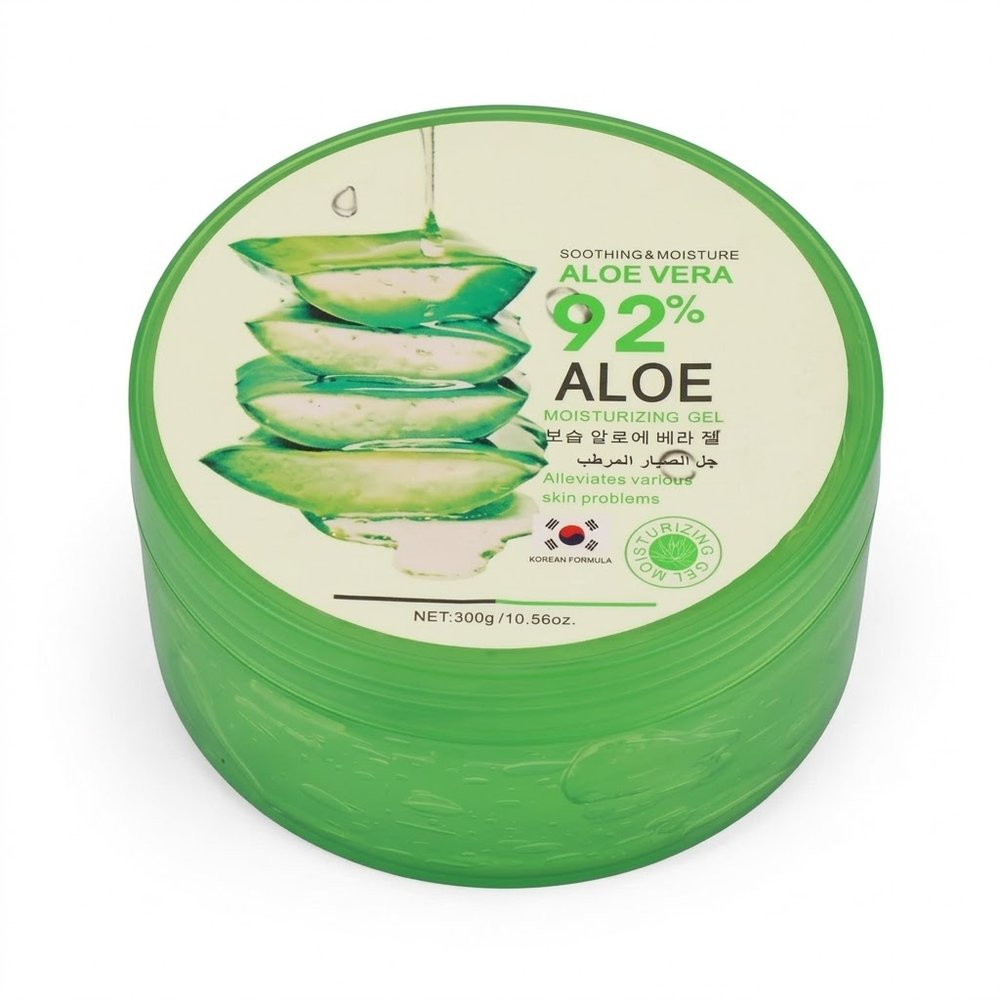 SOOTHING&MOISTURE
ALOE VERA
92%
ALOE
MOISTURIZING GEL
보습 알로에 베라 젤
جل الصبار المرطب
Alleviates various
skin problems
KOREAN FORMULA
MOISTURIZING GEL
NET:300g/10.56oz.